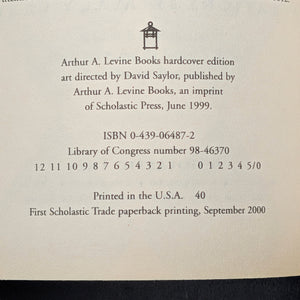 Arthur A. Levine Books hardcover edition
art directed by David Saylor, published by
Arthur A. Levine Books, an imprint
of Scholastic Press, June 1999.
ISBN 0-439-06487-2
Library of Congress number 98-46370
12 11 10 9 8 7 6 5 4 3 2 1 0 1 2 3 4 5/0
Printed in the U.S.A. 40
First Scholastic Trade paperback printing, September 2000